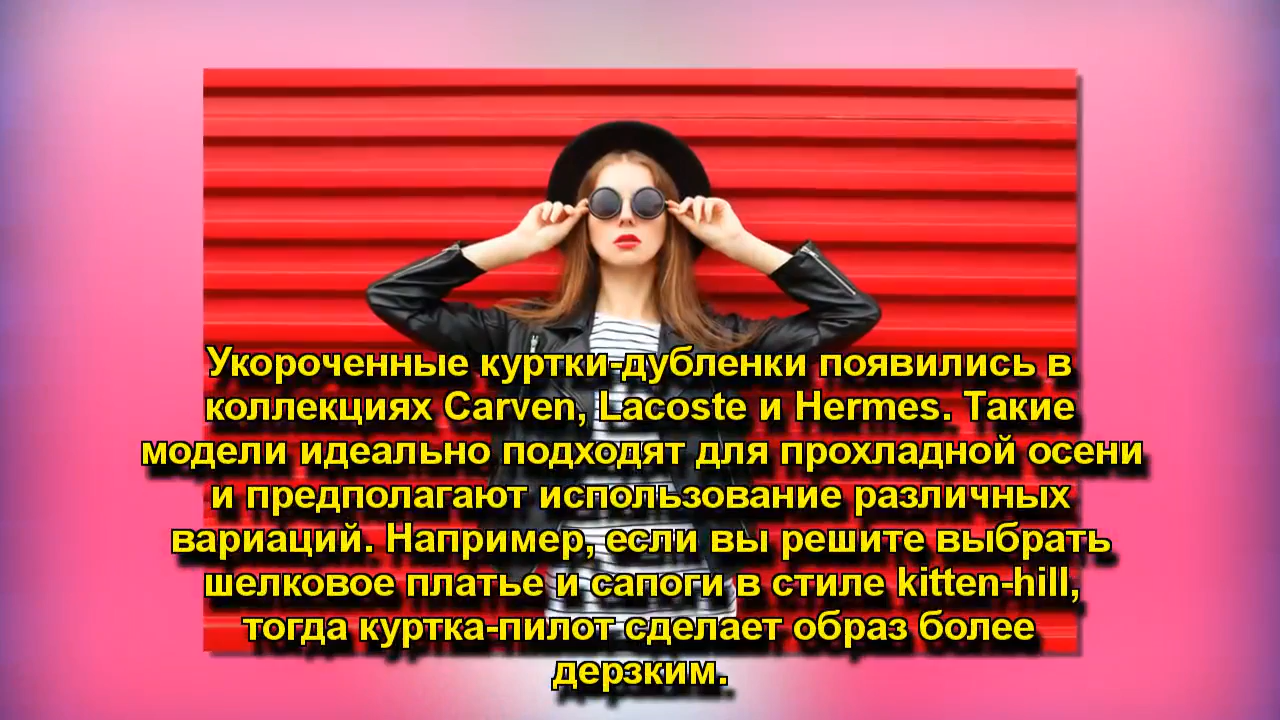 Укороченные куртки-дубленки появились в
коллекциях Carven, Lacoste и Hermes. Такие
модели идеально подходят для прохладной осени
и предполагают использование различных
вариаций. Например, если вы решите выбрать
шелковое платье и сапоги в стиле kitten-hill,
тогда куртка-пилот сделает образ более
дерзким.